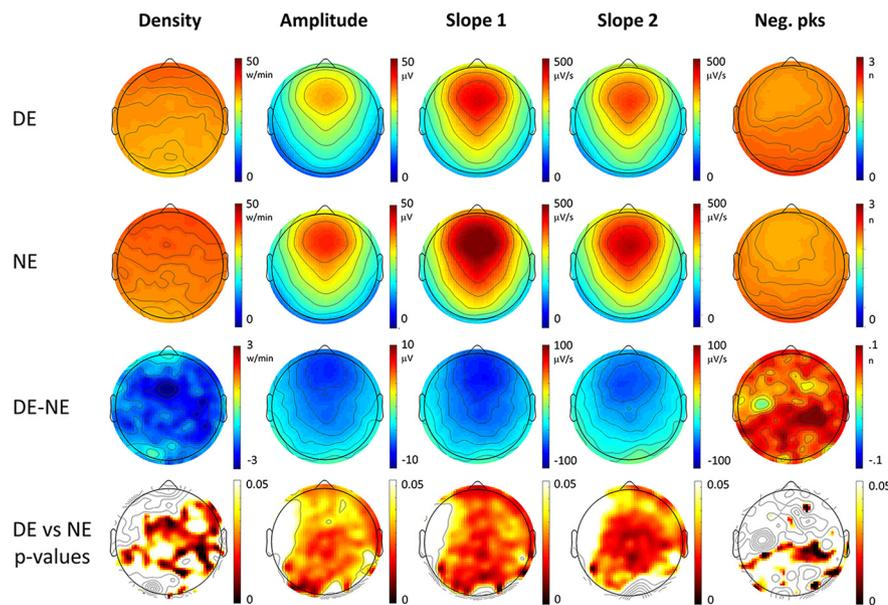 Density Amplitude Slope 1 Slope 2 Neg. pks
DE
50 w/min 0
50 µV 0
500 µV/s 0
500 µV/s 0
3 n 0
NE
50 w/min 0
50 µV 0
500 µV/s 0
500 µV/s 0
3 n 0
DE-NE
3 w/min -3
10 µV -10
100 µV/s -100
100 µV/s -100
.1 n -.1
DE vs NE
p-values
0.05 0
0.05 0
0.05 0
0.05 0
0.05 0